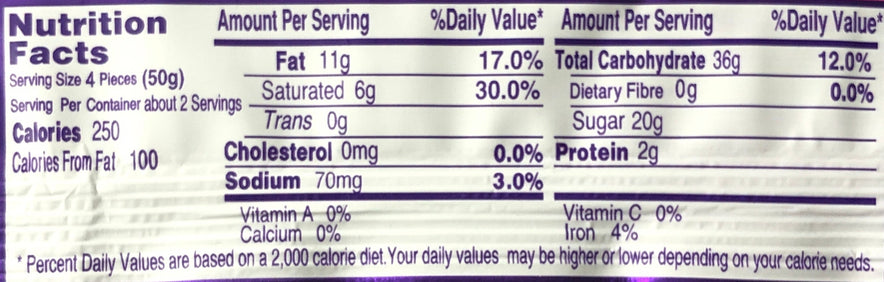 Nutrition
Facts
Serving Size 4 Pieces (50g)
Serving Per Container about 2 Servings
Calories 250
Calories From Fat 100
Amount Per Serving %Daily Value*
Fat 11g 17.0%
Saturated 6g 30.0%
Trans 0g
Cholesterol 0mg 0.0%
Sodium 70mg 3.0%
Vitamin A 0%
Calcium 0%
Amount Per Serving %Daily Value*
Total Carbohydrate 36g 12.0%
Dietary Fibre 0g 0.0%
Sugar 20g
Protein 2g
Vitamin C 0%
Iron 4%
* Percent Daily Values are based on a 2,000 calorie diet.Your daily values may be higher or lower depending on your calorie needs.